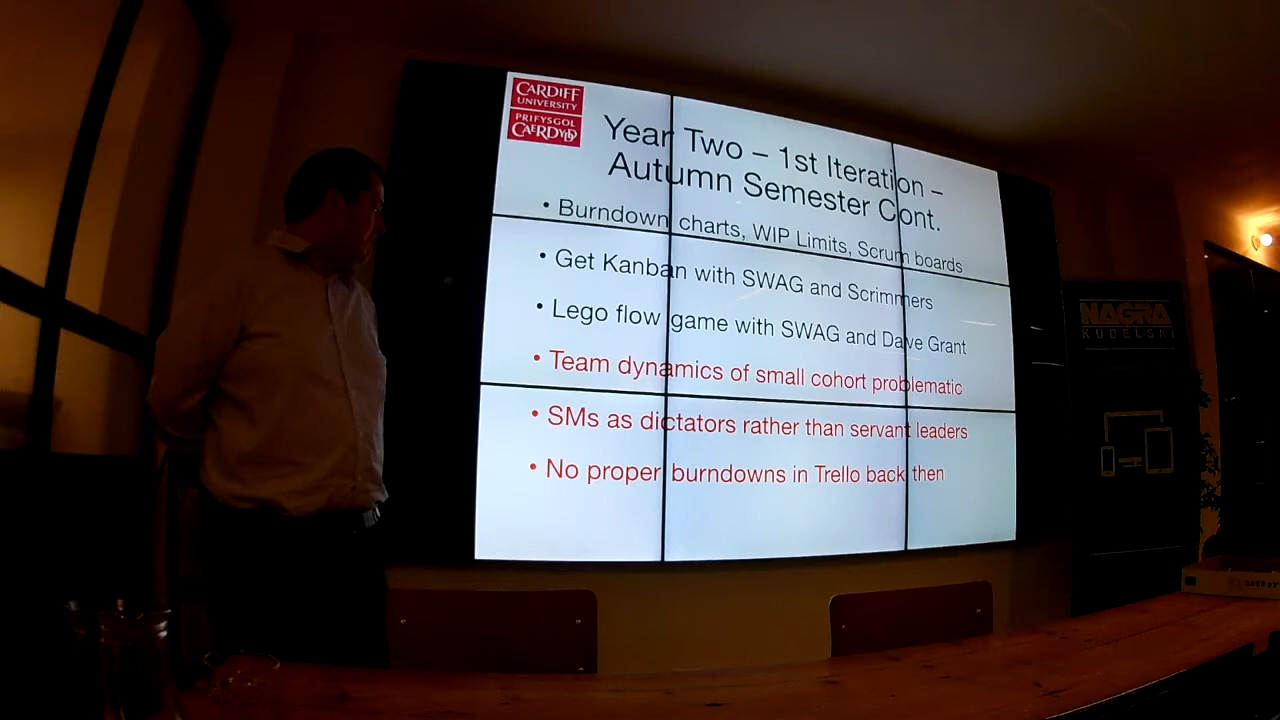 CARDIFF
UNIVERSITY
PRIFYSGOL
CAERDYDD
Year Two – 1st Iteration –
Autumn Semester Cont.
• Burndown charts, WIP Limits, Scrum boards
• Get Kanban with SWAG and Scrimmers
• Lego flow game with SWAG and Dave Grant
• Team dynamics of small cohort problematic
• SMs as dictators rather than servant leaders
• No proper burndowns in Trello back then
NAGRA
KUDELSKI